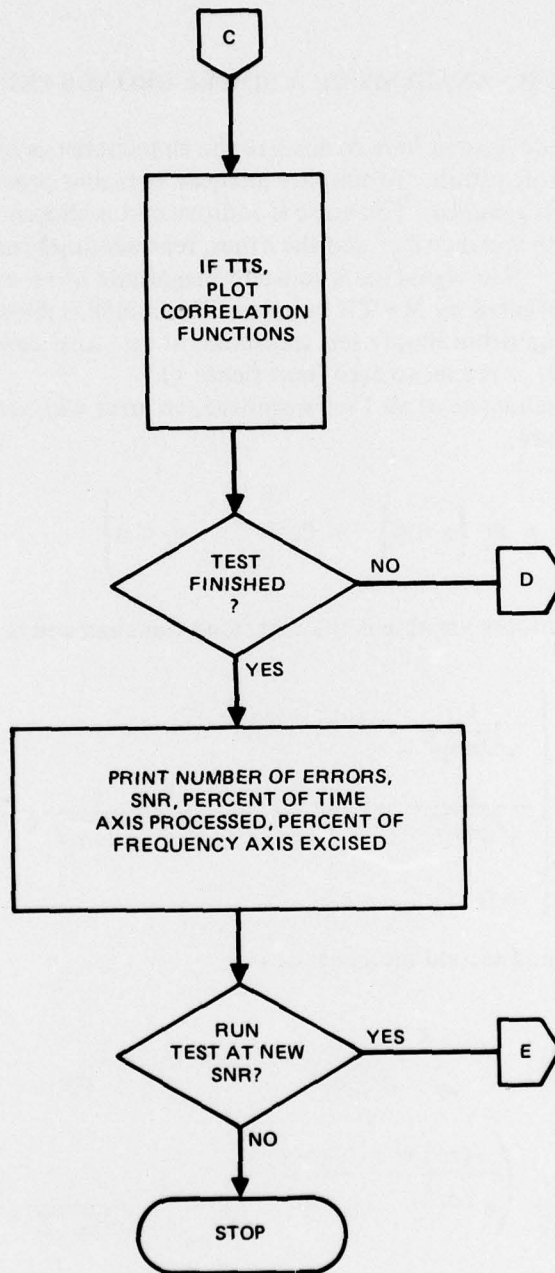 C
IF TTS,
PLOT
CORRELATION
FUNCTIONS
TEST
FINISHED
?
NO
D
YES
PRINT NUMBER OF ERRORS,
SNR, PERCENT OF TIME
AXIS PROCESSED, PERCENT OF
FREQUENCY AXIS EXCISED
RUN
TEST AT NEW
SNR?
YES
E
NO
STOP